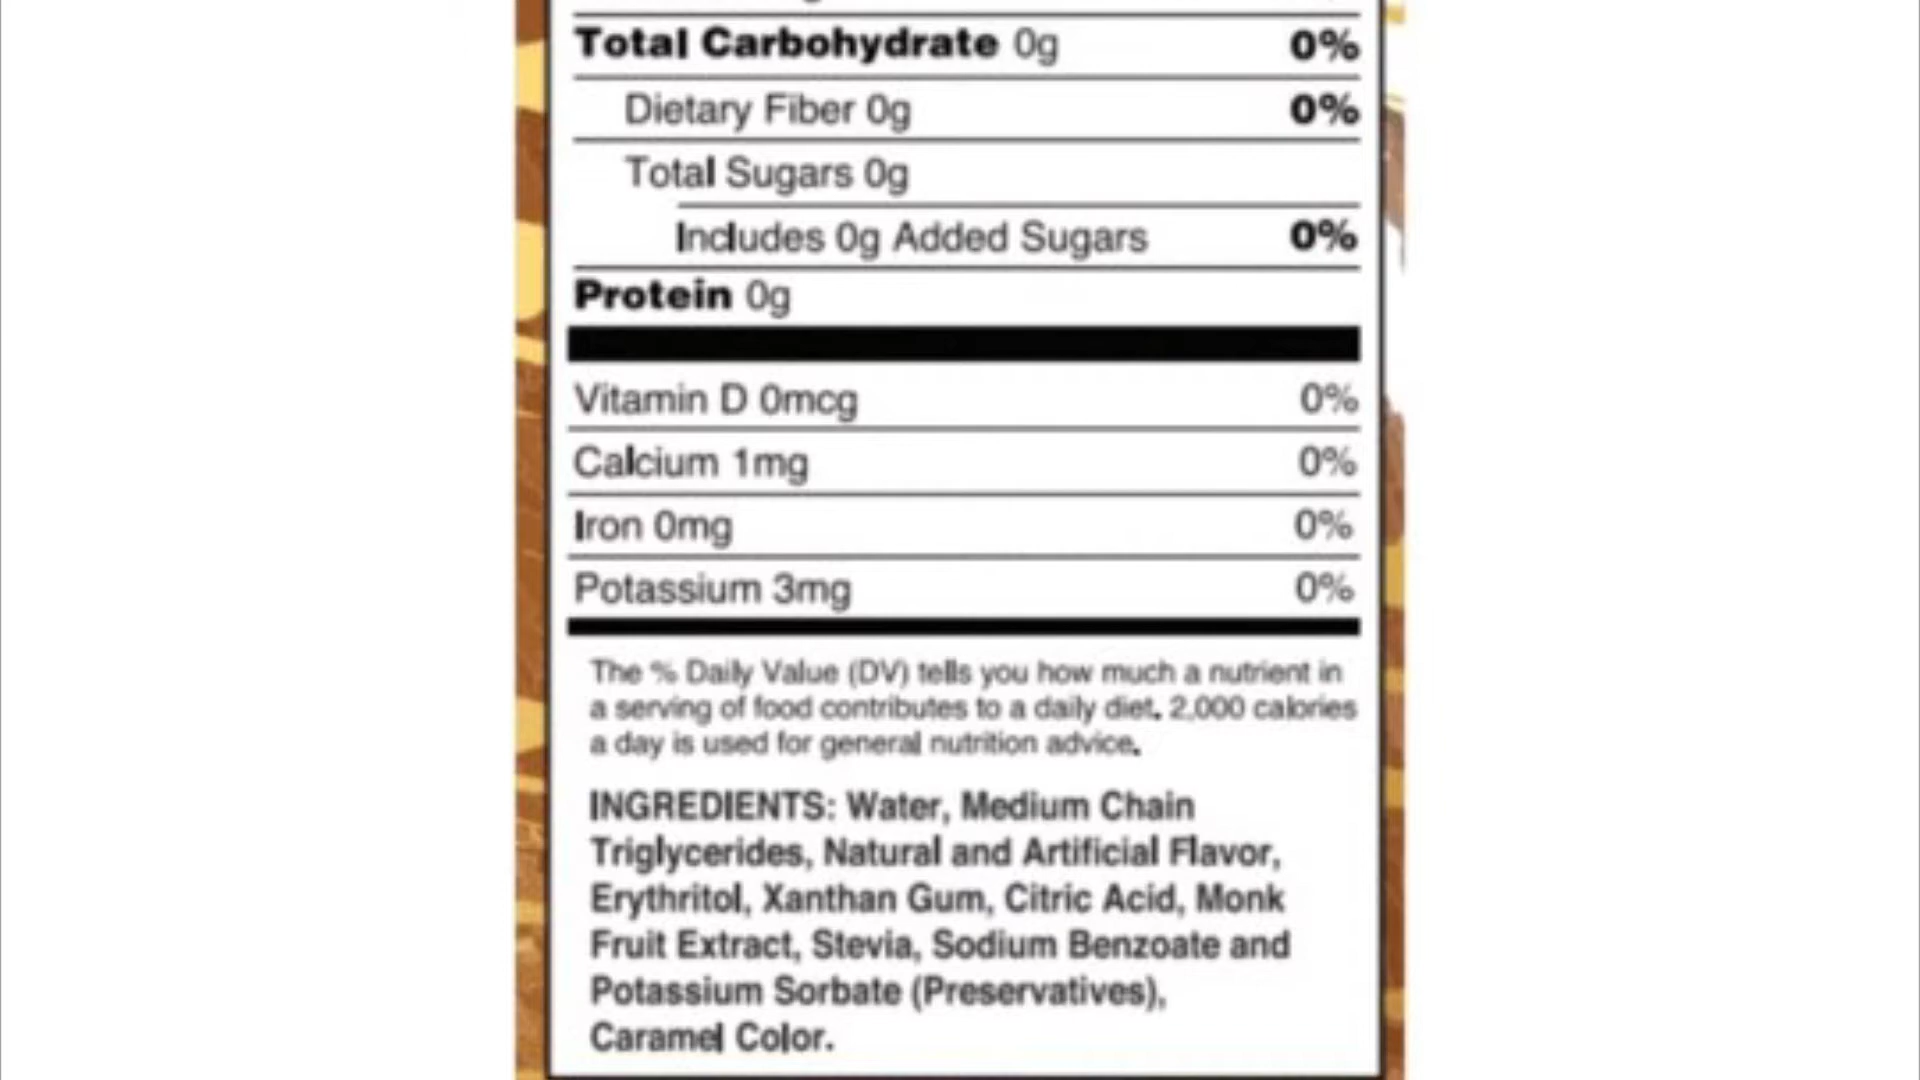 Total Carbohydrate 0g 0%
Dietary Fiber 0g 0%
Total Sugars 0g
Includes 0g Added Sugars 0%
Protein 0g
Vitamin D 0mcg 0%
Calcium 1mg 0%
Iron 0mg 0%
Potassium 3mg 0%
The % Daily Value (DV) tells you how much a nutrient in
a serving of food contributes to a daily diet. 2,000 calories
a day is used for general nutrition advice.
INGREDIENTS: Water, Medium Chain
Triglycerides, Natural and Artificial Flavor,
Erythritol, Xanthan Gum, Citric Acid, Monk
Fruit Extract, Stevia, Sodium Benzoate and
Potassium Sorbate (Preservatives),
Caramel Color.